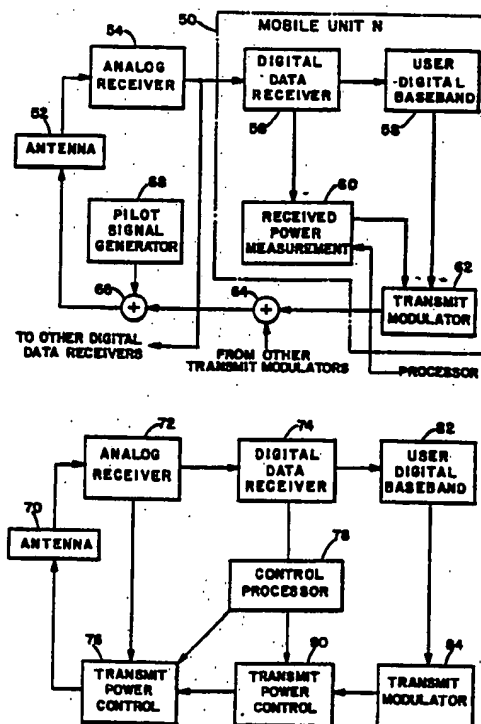 50
MOBILE UNIT N
54
ANALOG
RECEIVER
DIGITAL
DATA
RECEIVER
56
USER
DIGITAL
BASEBAND
58
52
ANTENNA
68
PILOT
SIGNAL
GENERATOR
60
RECEIVED
POWER
MEASUREMENT
62
TRANSMIT
MODULATOR
66
+
64
+
TO OTHER DIGITAL
DATA RECEIVERS
FROM OTHER
TRANSMIT MODULATORS
PROCESSOR
72
ANALOG
RECEIVER
74
DIGITAL
DATA
RECEIVER
82
USER
DIGITAL
BASEBAND
70
ANTENNA
78
CONTROL
PROCESSOR
76
TRANSMIT
POWER
CONTROL
80
TRANSMIT
POWER
CONTROL
84
TRANSMIT
MODULATOR